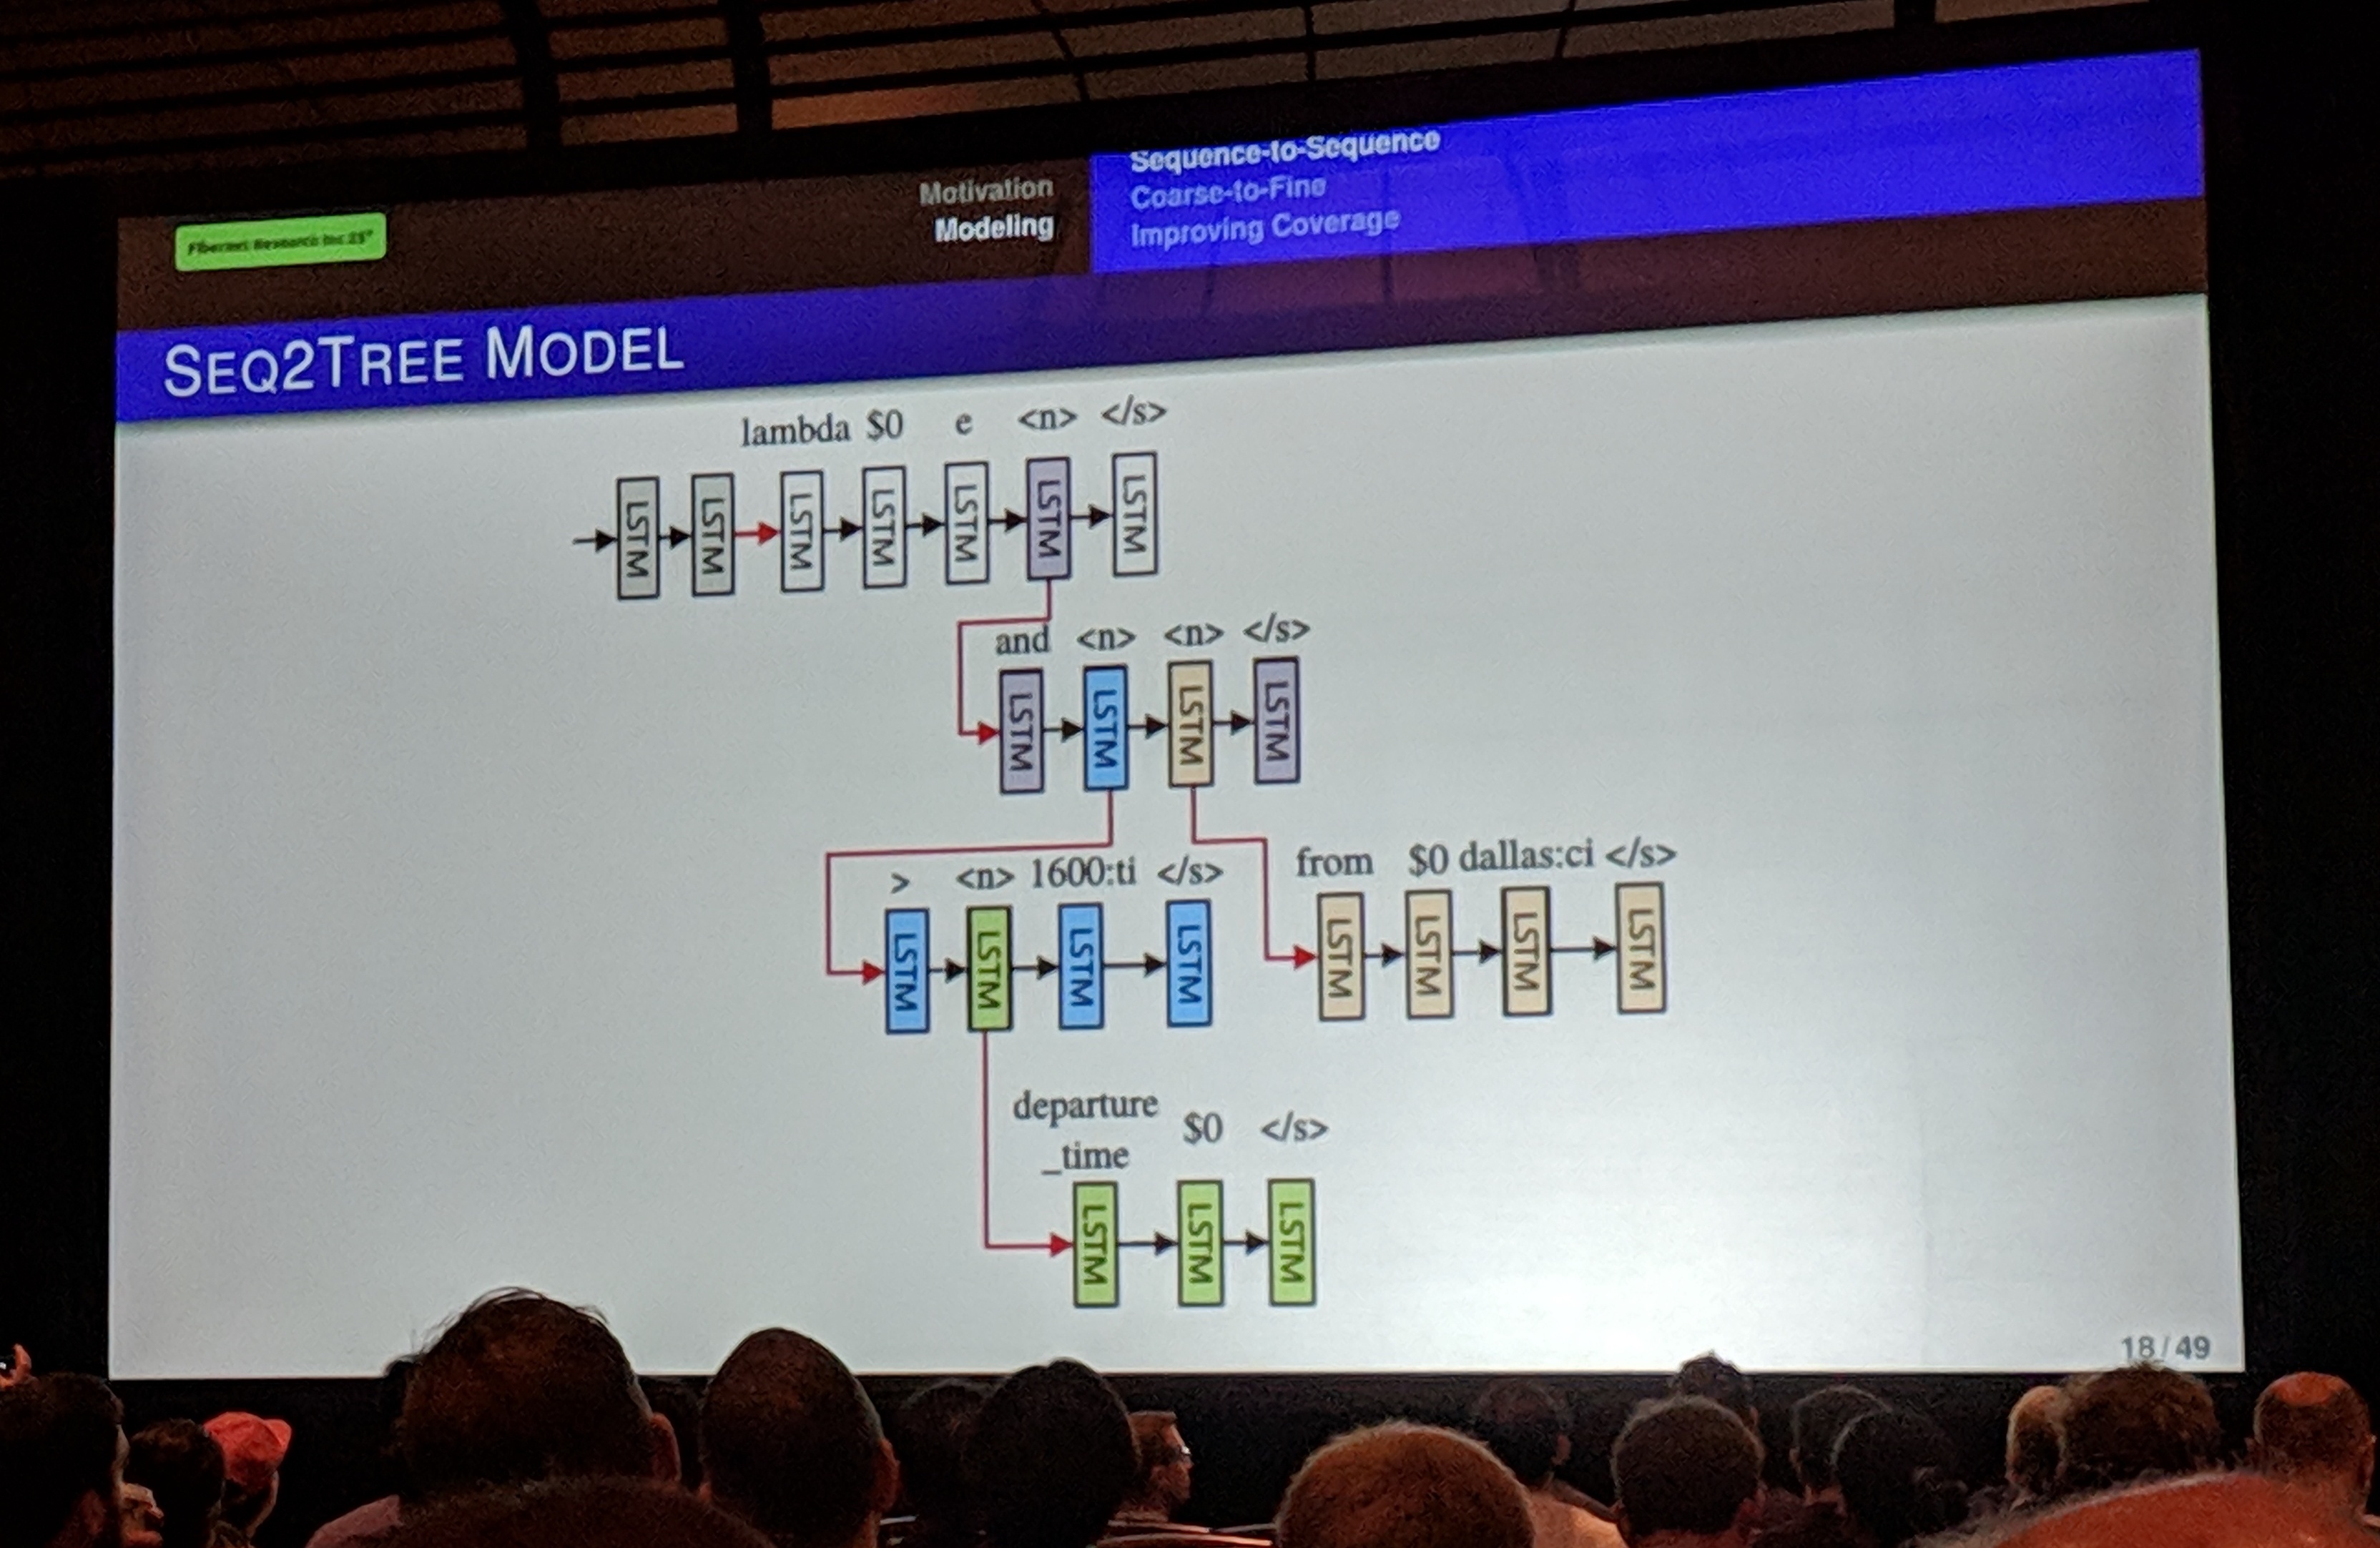 Motivation
Modeling
Sequence-to-Sequence
Coarse-to-Fine
Improving Coverage
SEQ2TREE MODEL
lambda $0 e <n> </s>
LSTM LSTM LSTM LSTM LSTM LSTM LSTM
and <n> <n> </s>
LSTM LSTM LSTM LSTM
> <n> 1600:ti </s>
LSTM LSTM LSTM LSTM
from $0 dallas:ci </s>
LSTM LSTM LSTM LSTM
departure
_time $0 </s>
LSTM LSTM LSTM
18/49